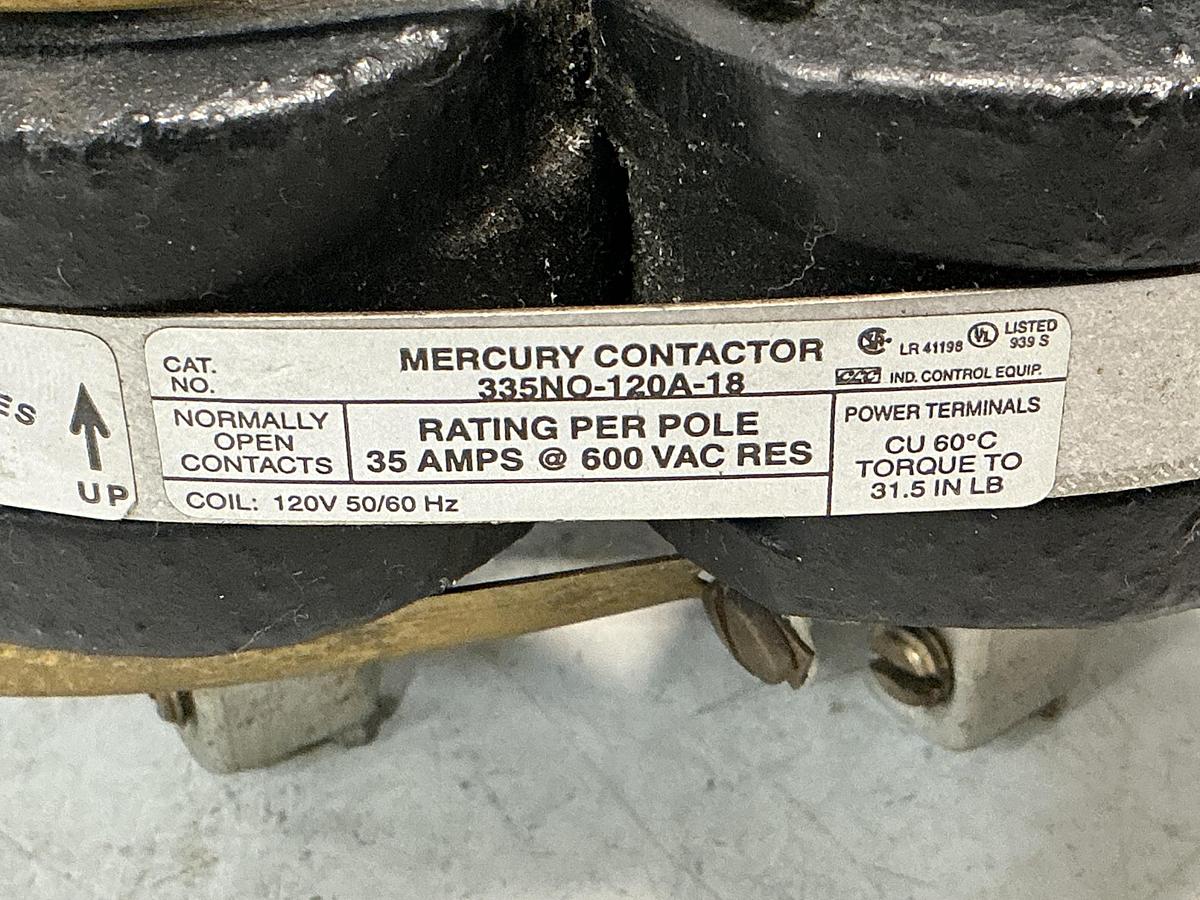 UP
CAT.
NO.
MERCURY CONTACTOR
335NO-120A-18
LR 41198
UL
LISTED
939 S
IND. CONTROL EQUIP.
NORMALLY
OPEN
CONTACTS
RATING PER POLE
35 AMPS @ 600 VAC RES
POWER TERMINALS
CU 60°C
TORQUE TO
31.5 IN LB
COIL: 120V 50/60 Hz